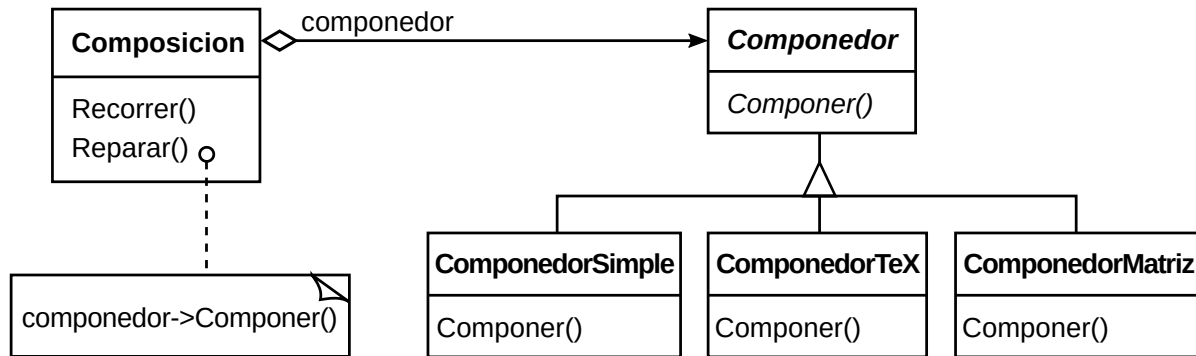 Composicion
Recorrer()
Reparar()
componedor
Componedor
Componer()
componedor->Componer()
ComponedorSimple
Componer()
ComponedorTeX
Componer()
ComponedorMatriz
Componer()